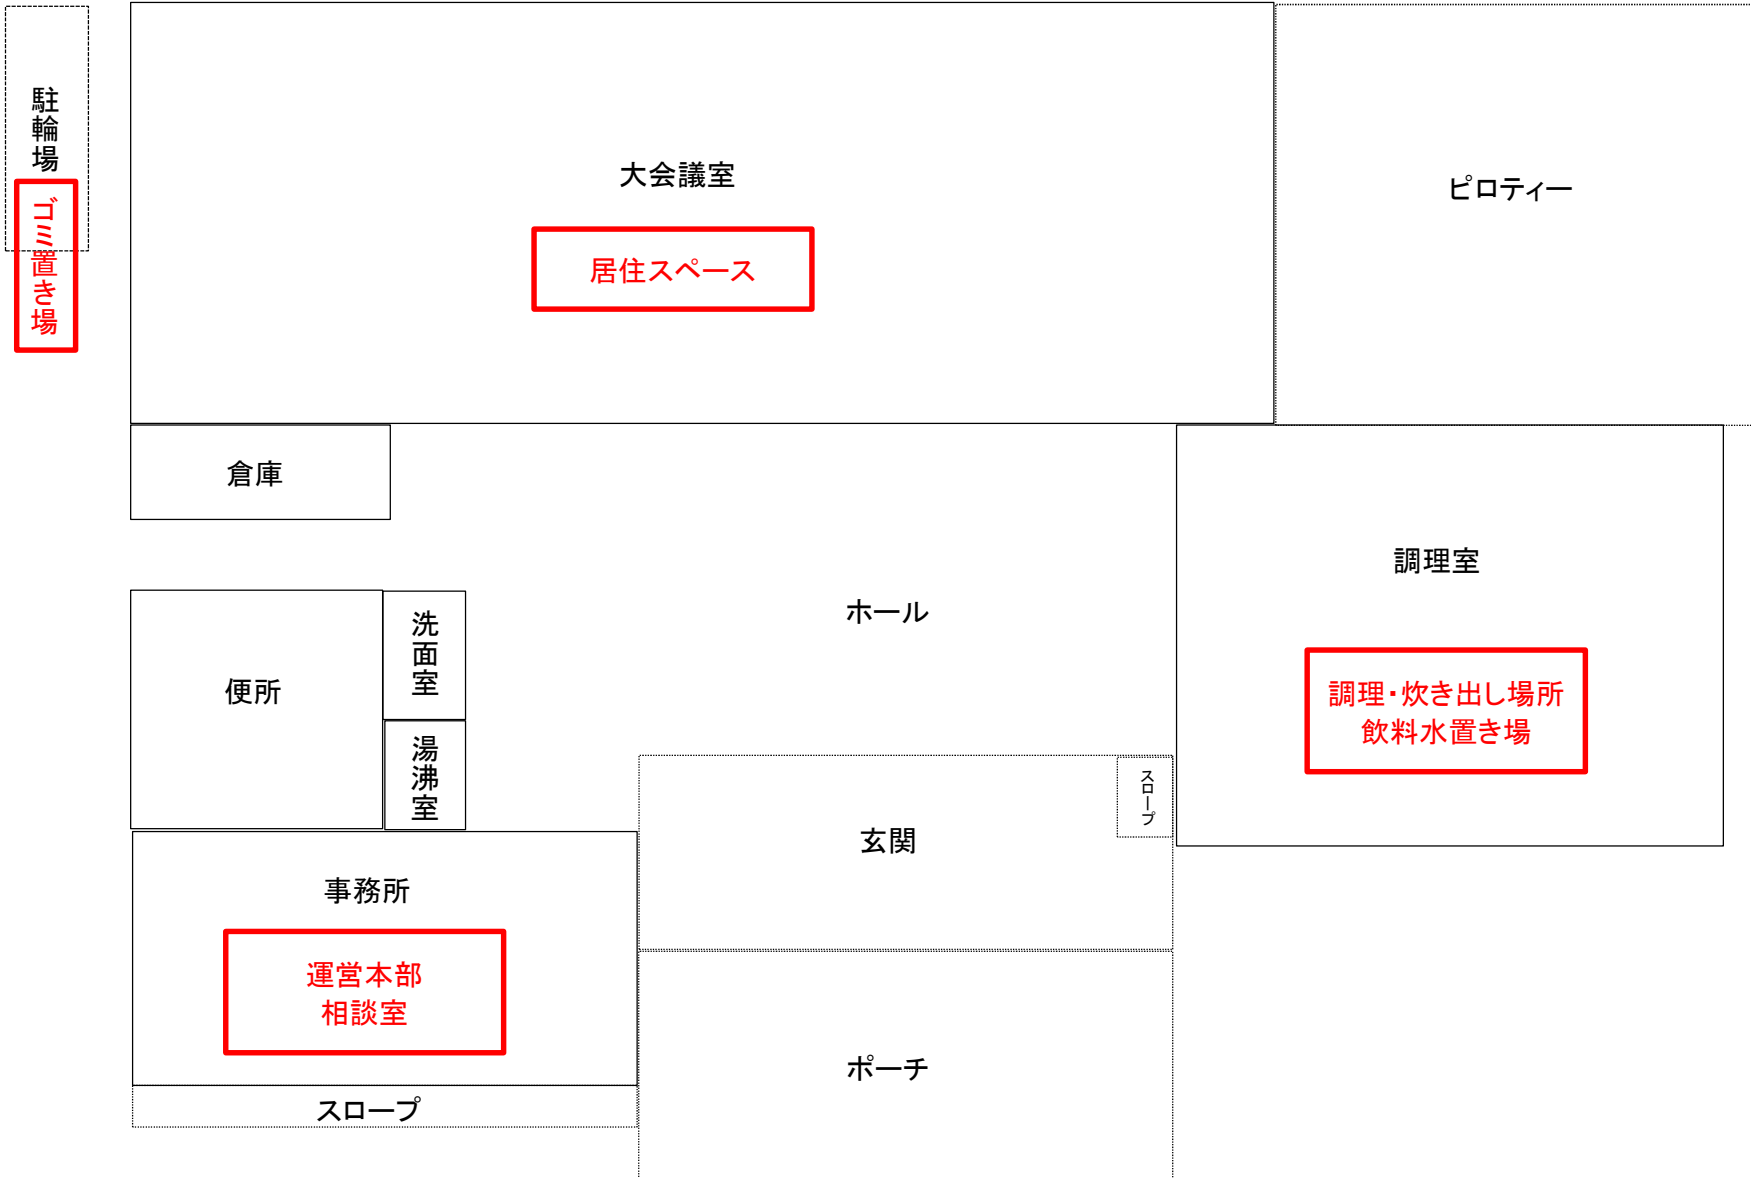 駐輪場
ゴミ置き場
大会議室
居住スペース
ピロティー
倉庫
調理室
調理・炊き出し場所
飲料水置き場
ホール
洗面室
便所
湯沸室
スロープ
玄関
事務所
運営本部
相談室
ポーチ
スロープ